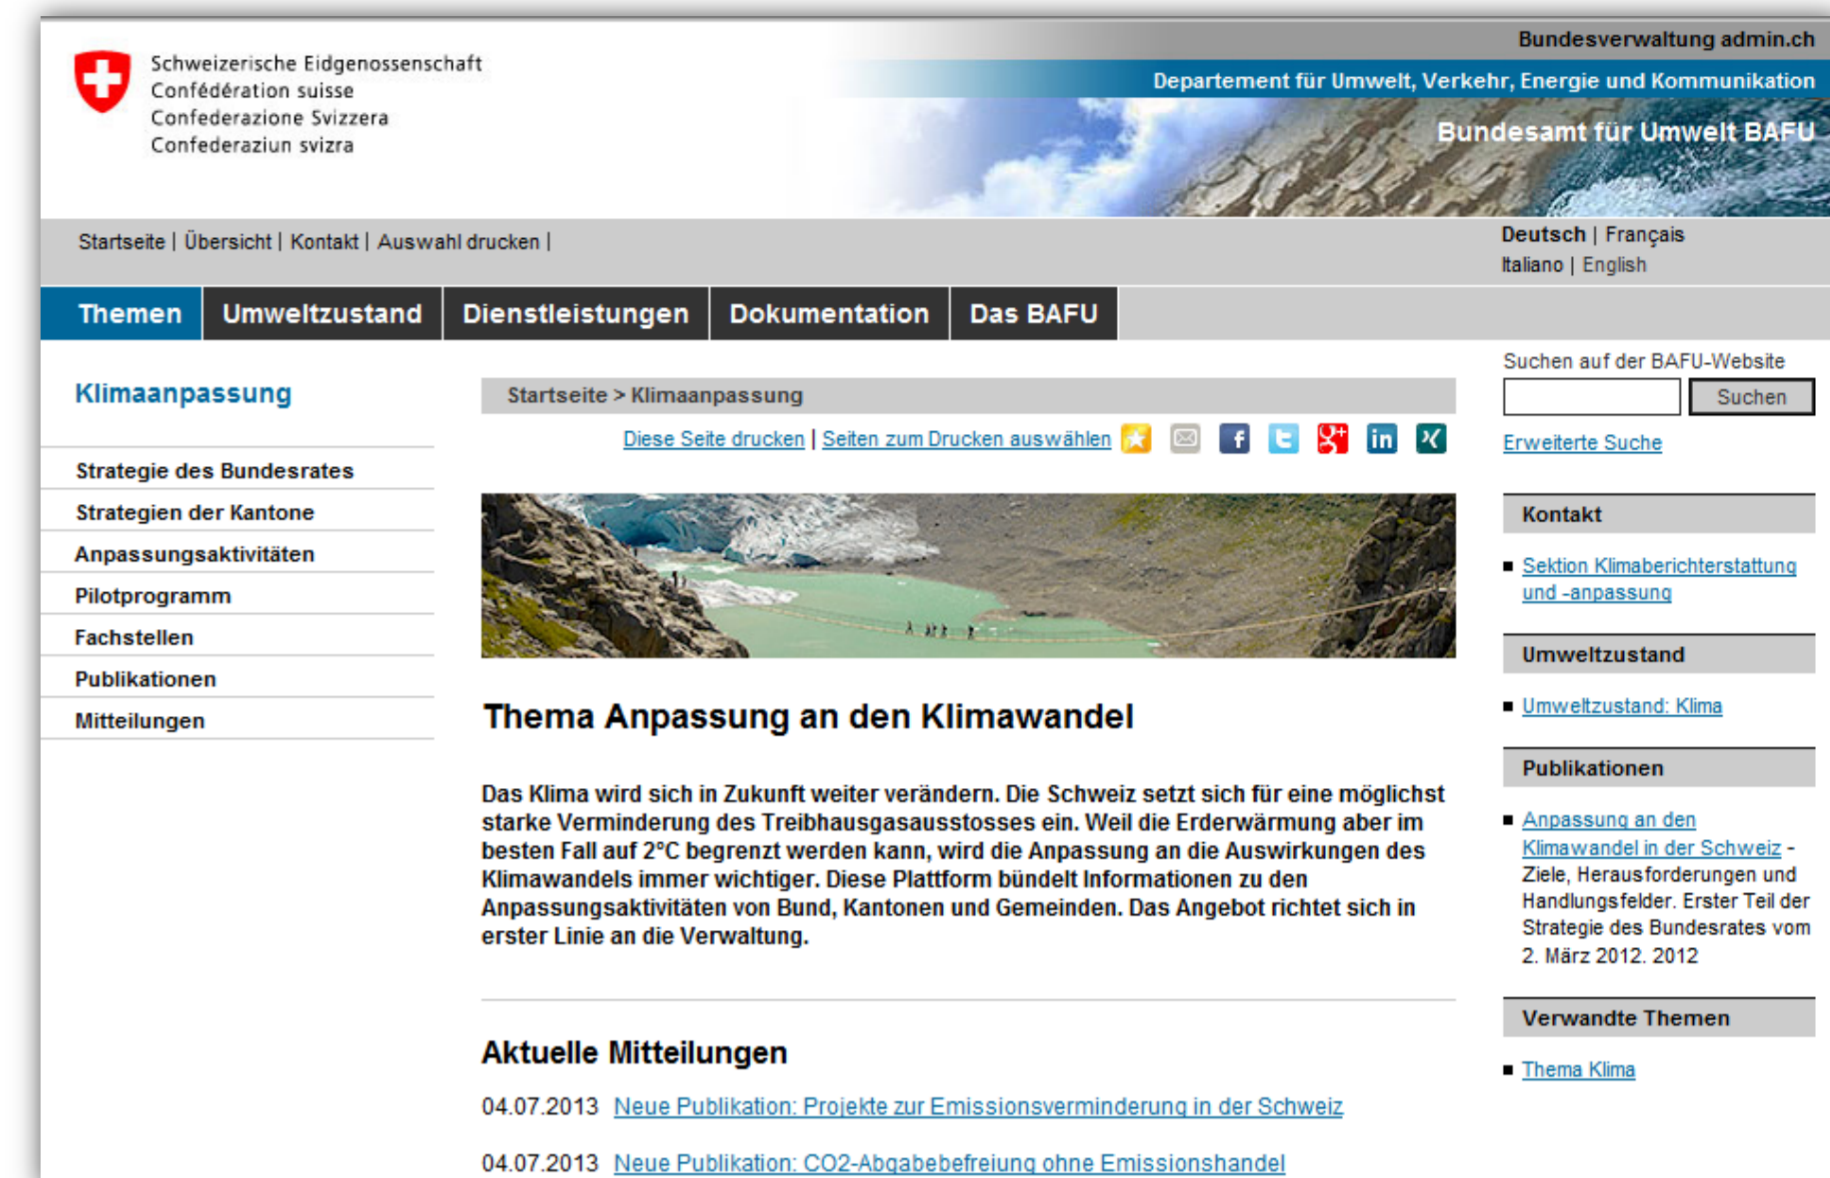 Schweizerische Eidgenossenschaft
Confédération suisse
Confederazione Svizzera
Confederaziun svizra
Bundesverwaltung admin.ch
Departement für Umwelt, Verkehr, Energie und Kommunikation
Bundesamt für Umwelt BAFU
Startseite | Übersicht | Kontakt | Auswahl drucken |
Deutsch | Français
Italiano | English
Themen Umweltzustand Dienstleistungen Dokumentation Das BAFU
Klimaanpassung
Strategie des Bundesrates
Strategien der Kantone
Anpassungsaktivitäten
Pilotprogramm
Fachstellen
Publikationen
Mitteilungen
Startseite > Klimaanpassung
Diese Seite drucken | Seiten zum Drucken auswählen
Thema Anpassung an den Klimawandel
Das Klima wird sich in Zukunft weiter verändern. Die Schweiz setzt sich für eine möglichst
starke Verminderung des Treibhausgasausstosses ein. Weil die Erderwärmung aber im
besten Fall auf 2°C begrenzt werden kann, wird die Anpassung an die Auswirkungen des
Klimawandels immer wichtiger. Diese Plattform bündelt Informationen zu den
Anpassungsaktivitäten von Bund, Kantonen und Gemeinden. Das Angebot richtet sich in
erster Linie an die Verwaltung.
Aktuelle Mitteilungen
04.07.2013 Neue Publikation: Projekte zur Emissionsverminderung in der Schweiz
04.07.2013 Neue Publikation: CO2-Abgabebefreiung ohne Emissionshandel
Suchen auf der BAFU-Website
Suchen
Erweiterte Suche
Kontakt
Sektion Klimaberichterstattung
und -anpassung
Umweltzustand
Umweltzustand: Klima
Publikationen
Anpassung an den
Klimawandel in der Schweiz -
Ziele, Herausforderungen und
Handlungsfelder. Erster Teil der
Strategie des Bundesrates vom
2. März 2012. 2012
Verwandte Themen
Thema Klima